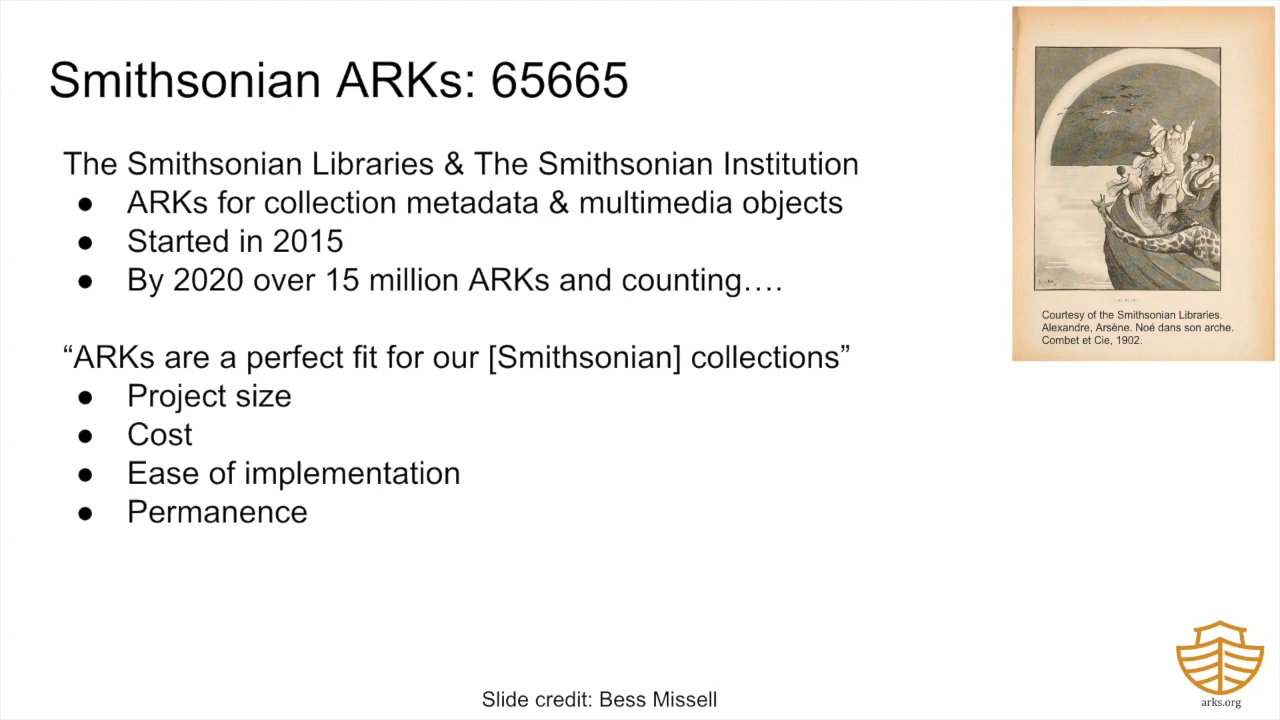 Smithsonian ARKs: 65665
The Smithsonian Libraries & The Smithsonian Institution
● ARKs for collection metadata & multimedia objects
● Started in 2015
● By 2020 over 15 million ARKs and counting….
“ARKs are a perfect fit for our [Smithsonian] collections”
● Project size
● Cost
● Ease of implementation
● Permanence
Courtesy of the Smithsonian Libraries.
Alexandre, Arsène. Noé dans son arche.
Combet et Cie, 1902.
Slide credit: Bess Missell
arks.org